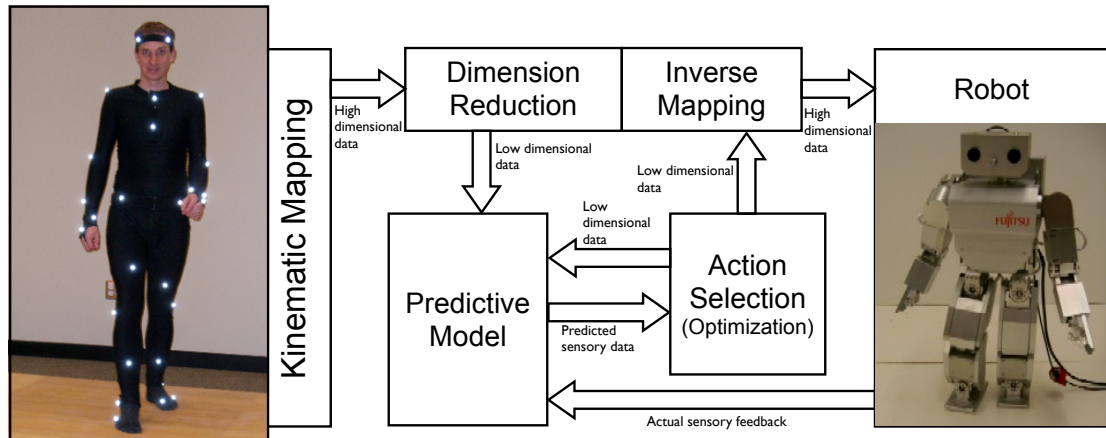 Kinematic Mapping
High
dimensional
data
Dimension
Reduction
Inverse
Mapping
High
dimensional
data
Robot
Low dimensional
data
Low dimensional
data
Low
dimensional
data
Predictive
Model
Action
Selection
(Optimization)
Predicted
sensory data
Actual sensory feedback
FUJITSU